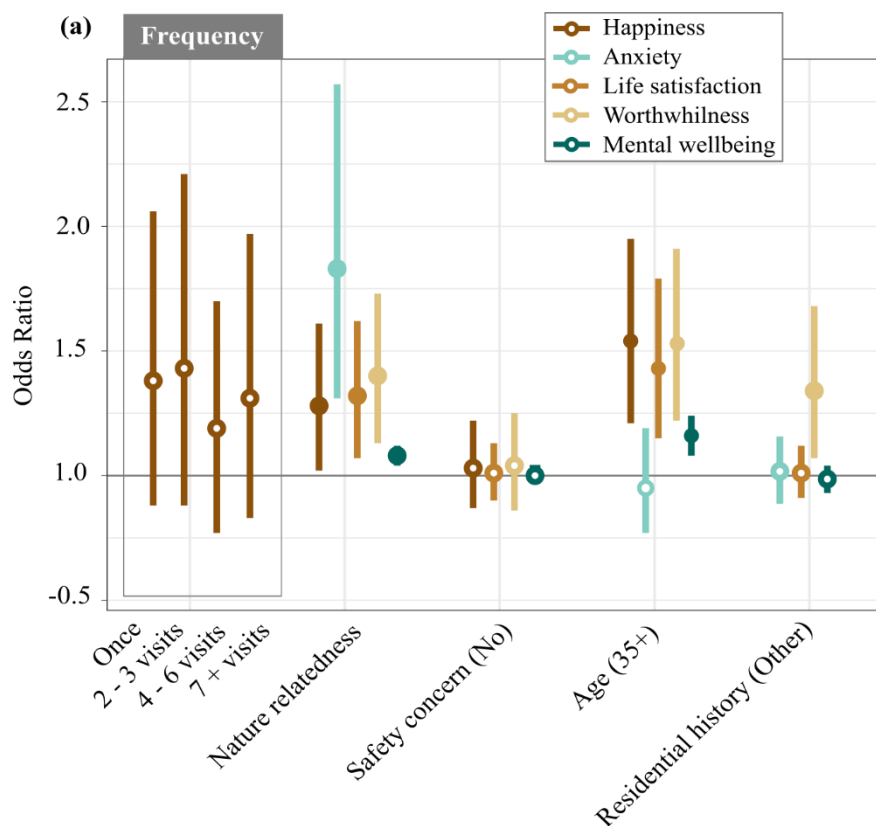 (a)
Frequency
Happiness
Anxiety
Life satisfaction
Worthwhilness
Mental wellbeing
Odds Ratio
2.5
2.0
1.5
1.0
-0.5
Once
2 - 3 visits
4 - 6 visits
7 + visits
Nature relatedness
Safety concern (No)
Age (35+)
Residential history (Other)